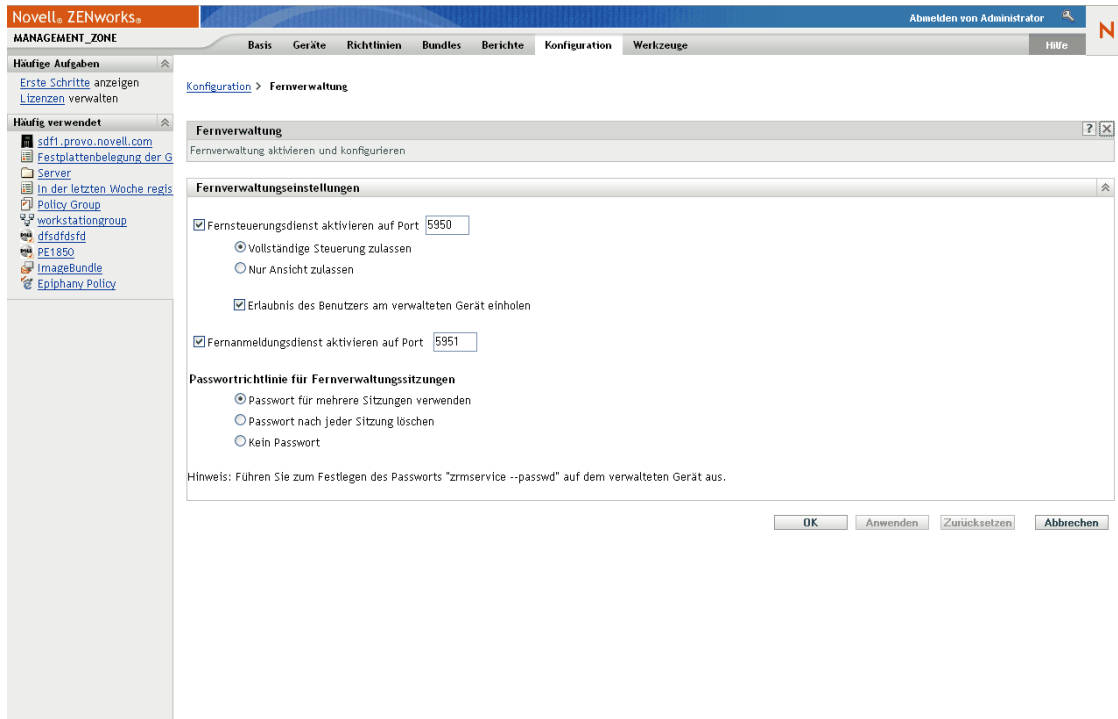 Novell® ZENworks®
Abmelden von Administrator
N
MANAGEMENT_ZONE
Basis Geräte Richtlinien Bundles Berichte Konfiguration Werkzeuge Hilfe
Häufige Aufgaben
Erste Schritte anzeigen
Lizenzen verwalten
Häufig verwendet
sdf1.provo.novell.com
Festplattenbelegung der G
Server
In der letzten Woche regis
Policy Group
workstationgroup
dfsdfdsfd
PE1850
ImageBundle
Epiphany Policy
Konfiguration > Fernverwaltung
Fernverwaltung ? X
Fernverwaltung aktivieren und konfigurieren
Fernverwaltungseinstellungen
Fernsteuerungsdienst aktivieren auf Port 5950
Vollständige Steuerung zulassen
Nur Ansicht zulassen
Erlaubnis des Benutzers am verwalteten Gerät einholen
Fernanmeldungsdienst aktivieren auf Port 5951
Passwortrichtlinie für Fernverwaltungssitzungen
Passwort für mehrere Sitzungen verwenden
Passwort nach jeder Sitzung löschen
Kein Passwort
Hinweis: Führen Sie zum Festlegen des Passworts "zrmservice --passwd" auf dem verwalteten Gerät aus.
OK Anwenden Zurücksetzen Abbrechen